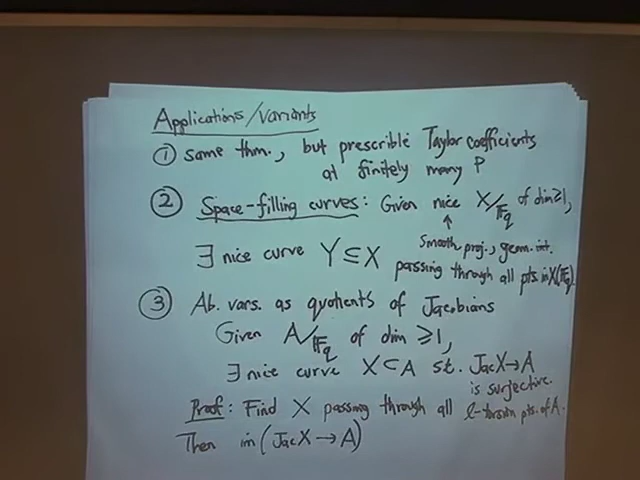 Applications/variants
① same thm., but prescribible Taylor coefficients
at finitely many P
② Space-filling curves: Given nice X/𝔽q of dim ≥1,
↑
smooth proj., geom. int.
∃ nice curve Y ⊆ X passing through all pts. in X(𝔽q)
③ Ab. vars. as quotients of Jacobians
Given A/𝔽q of dim ≥1,
∃ nice curve X ⊂ A st. Jac X → A
is surjective.
Proof: Find X passing through all ℓ-torsion pts. of A.
Then im(Jac X → A)